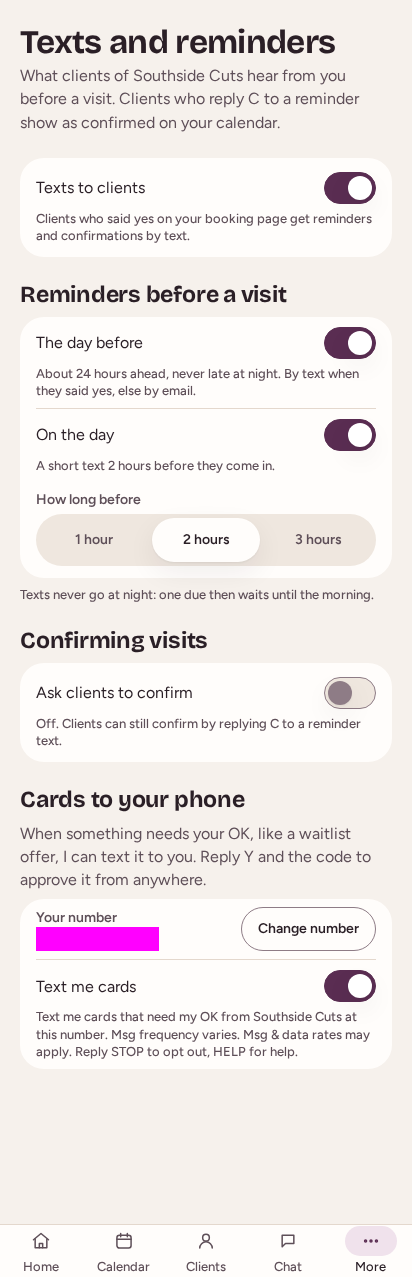 Texts and reminders
What clients of Southside Cuts hear from you
before a visit. Clients who reply C to a reminder
show as confirmed on your calendar.
Texts to clients
Clients who said yes on your booking page get reminders
and confirmations by text.
Reminders before a visit
The day before
About 24 hours ahead, never late at night. By text when
they said yes, else by email.
On the day
A short text 2 hours before they come in.
How long before
1 hour
2 hours
3 hours
Texts never go at night: one due then waits until the morning.
Confirming visits
Ask clients to confirm
Off. Clients can still confirm by replying C to a reminder
text.
Cards to your phone
When something needs your OK, like a waitlist
offer, I can text it to you. Reply Y and the code to
approve it from anywhere.
Your number
Change number
Text me cards
Text me cards that need my OK from Southside Cuts at
this number. Msg frequency varies. Msg & data rates may
apply. Reply STOP to opt out, HELP for help.
Home
Calendar
Clients
Chat
More